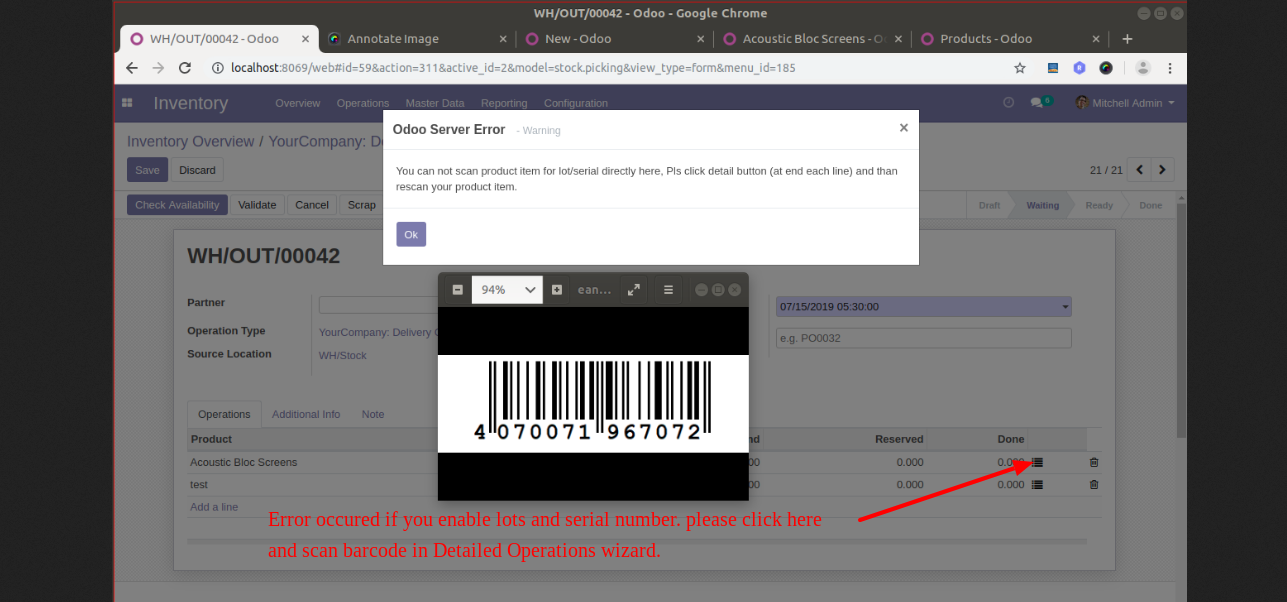 WH/OUT/00042 - Odoo - Google Chrome
WH/OUT/00042 - Odoo
Annotate Image
New - Odoo
Acoustic Bloc Screens - O
Products - Odoo
localhost:8069/web#id=59&action=311&active_id=2&model=stock.picking&view_type=form&menu_id=185
Inventory Overview Operations Master Data Reporting Configuration
6 Mitchell Admin
Odoo Server Error - Warning
You can not scan product item for lot/serial directly here, Pls click detail button (at end each line) and than
rescan your product item.
Ok
Inventory Overview / YourCompany: De
Save Discard
21 / 21
Check Availability Validate Cancel Scrap
Draft Waiting Ready Done
WH/OUT/00042
94% ean...
Partner
07/15/2019 05:30:00
Operation Type YourCompany: Delivery
e.g. PO0032
Source Location WH/Stock
4 070071 967072
Operations Additional Info Note
Product Reserved Done
Acoustic Bloc Screens 0.000 0.000
test 0.000 0.000
Add a line
Error occured if you enable lots and serial number. please click here
and scan barcode in Detailed Operations wizard.